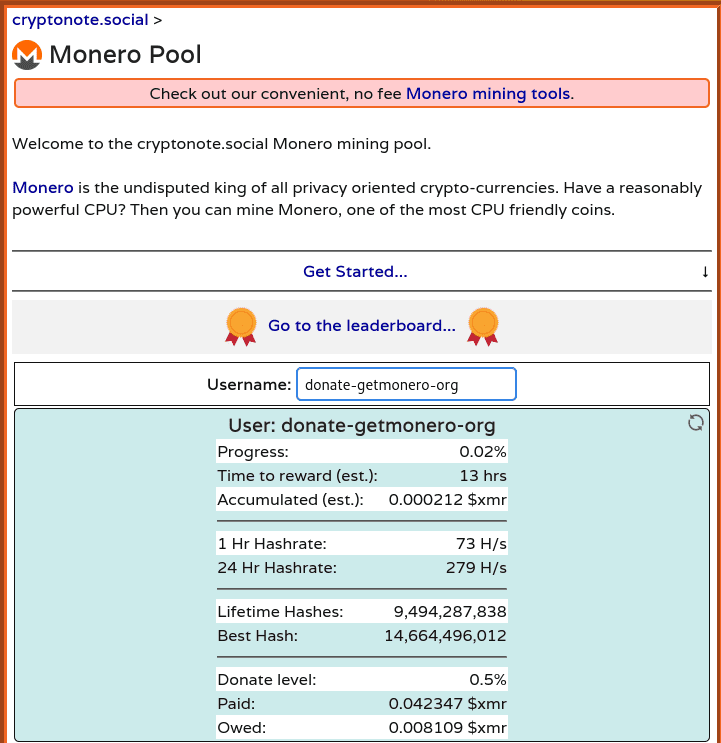 cryptonote.social >
Monero Pool
Check out our convenient, no fee Monero mining tools.
Welcome to the cryptonote.social Monero mining pool.
Monero is the undisputed king of all privacy oriented crypto-currencies. Have a reasonably
powerful CPU? Then you can mine Monero, one of the most CPU friendly coins.
Get Started... ↓
Go to the leaderboard...
Username: donate-getmonero-org
User: donate-getmonero-org
Progress: 0.02%
Time to reward (est.): 13 hrs
Accumulated (est.): 0.000212 $xmr
1 Hr Hashrate: 73 H/s
24 Hr Hashrate: 279 H/s
Lifetime Hashes: 9,494,287,838
Best Hash: 14,664,496,012
Donate level: 0.5%
Paid: 0.042347 $xmr
Owed: 0.008109 $xmr